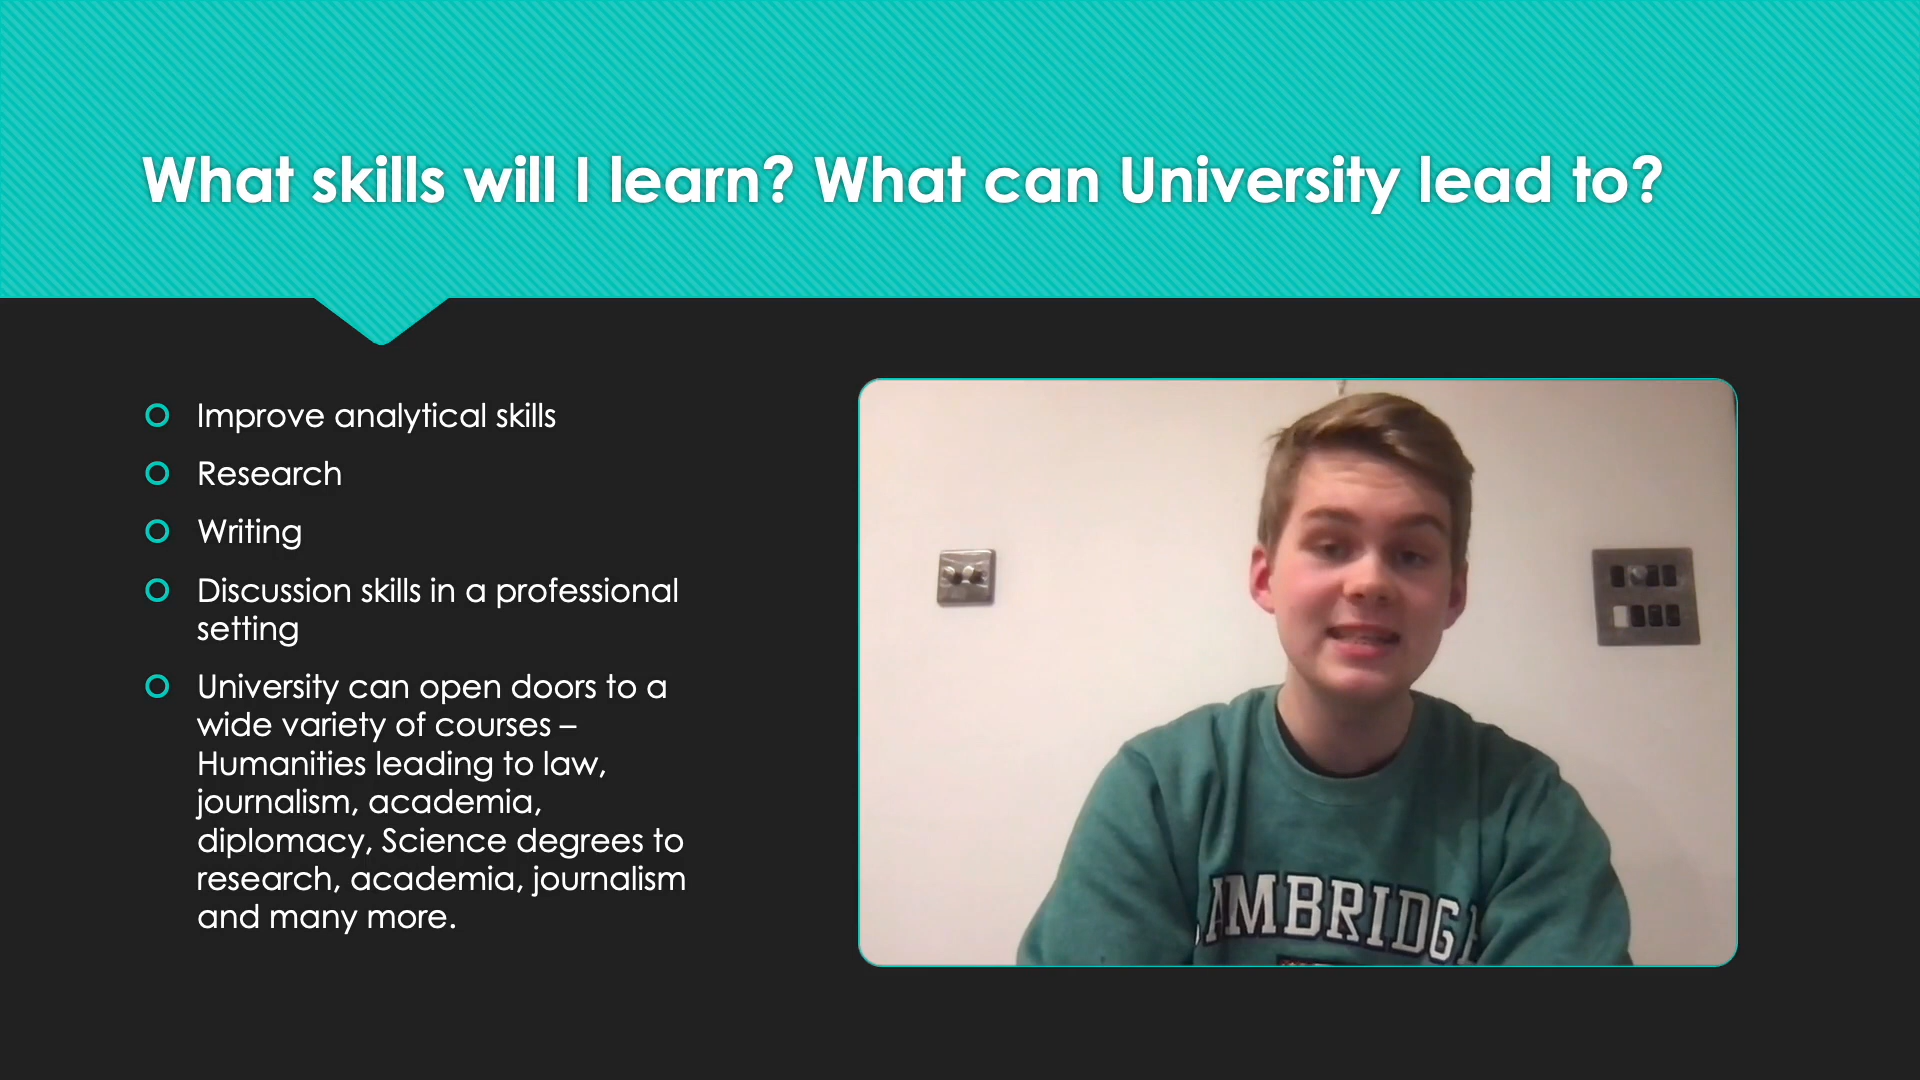 What skills will I learn? What can University lead to?
Improve analytical skills
Research
Writing
Discussion skills in a professional
setting
University can open doors to a
wide variety of courses –
Humanities leading to law,
journalism, academia,
diplomacy, Science degrees to
research, academia, journalism
and many more.
AMBRIDG